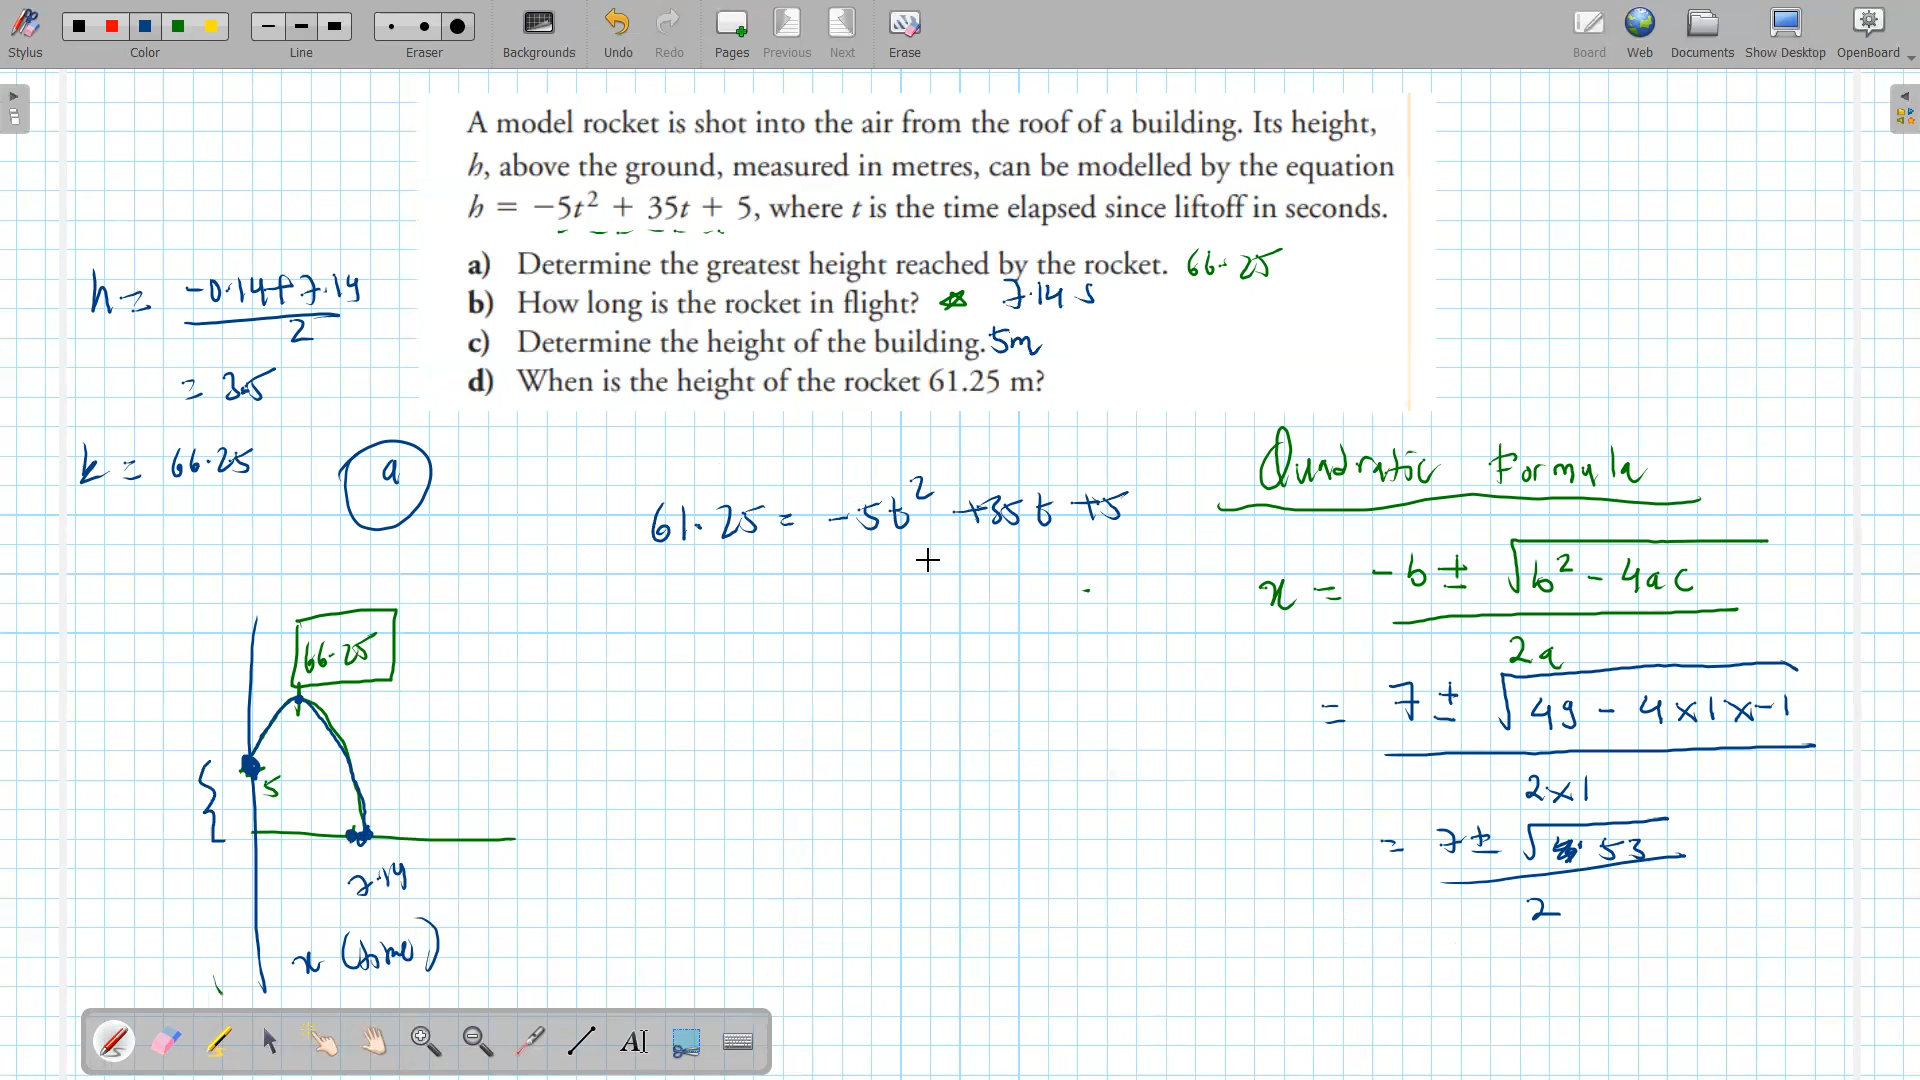 Stylus Color Line Eraser Backgrounds Undo Redo Pages Previous Next Erase Board Web Documents Show Desktop OpenBoard
A model rocket is shot into the air from the roof of a building. Its height,
h, above the ground, measured in metres, can be modelled by the equation
h = −5t² + 35t + 5, where t is the time elapsed since liftoff in seconds.
a) Determine the greatest height reached by the rocket. 66.25
b) How long is the rocket in flight? 7.14 s
c) Determine the height of the building. 5m
d) When is the height of the rocket 61.25 m?
h = -0.14+7.14
2
= 3.5
k = 66.25
a
66.25
5
7.14
x (time)
61.25 = -5t² +35t +5
Quadratic Formula
x = -b ± √b² - 4ac
2a
= 7 ± √49 - 4x1x-1
2x1
= 7 ± √53
2